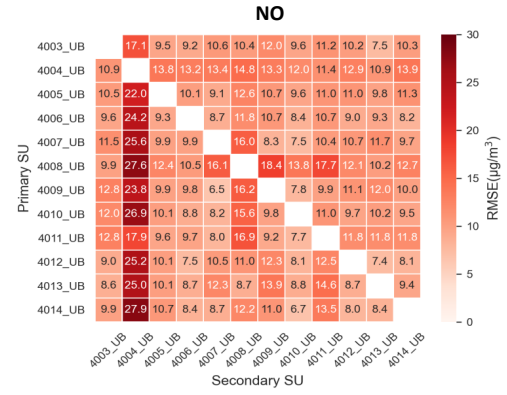 NO
4003_UB 17.1 9.5 9.2 10.6 10.4 12.0 9.6 11.2 10.2 7.5 10.3
4004_UB 10.9 13.8 13.2 13.4 14.8 13.3 12.0 11.4 12.9 10.9 13.9
4005_UB 10.5 22.0 10.1 9.1 12.6 10.7 9.6 11.0 11.0 9.8 11.3
4006_UB 9.6 24.2 9.3 8.7 11.8 10.7 8.4 10.7 9.0 9.3 8.2
4007_UB 11.5 25.6 9.9 9.9 16.0 8.3 7.5 10.4 10.7 11.7 9.7
4008_UB 9.9 27.6 12.4 10.5 16.1 18.4 13.8 17.7 12.1 10.2 12.7
4009_UB 12.8 23.8 9.9 9.8 6.5 16.2 7.8 9.9 11.1 12.0 10.0
4010_UB 12.0 26.9 10.1 8.8 8.2 15.6 9.8 11.0 9.7 10.2 9.5
4011_UB 12.8 17.9 9.6 9.7 8.0 16.9 9.2 7.7 11.8 11.8 11.8
4012_UB 9.0 25.2 10.1 7.5 10.5 11.0 12.3 8.1 12.5 7.4 8.1
4013_UB 8.6 25.0 10.1 8.7 12.3 8.7 13.9 8.8 14.6 8.7 9.4
4014_UB 9.9 27.9 10.7 8.4 8.7 12.2 11.0 6.7 13.5 8.0 8.4
4003_UB 4004_UB 4005_UB 4006_UB 4007_UB 4008_UB 4009_UB 4010_UB 4011_UB 4012_UB 4013_UB 4014_UB
Secondary SU
Primary SU
30
25
20
15
10
5
0
RMSE(μg/m³)